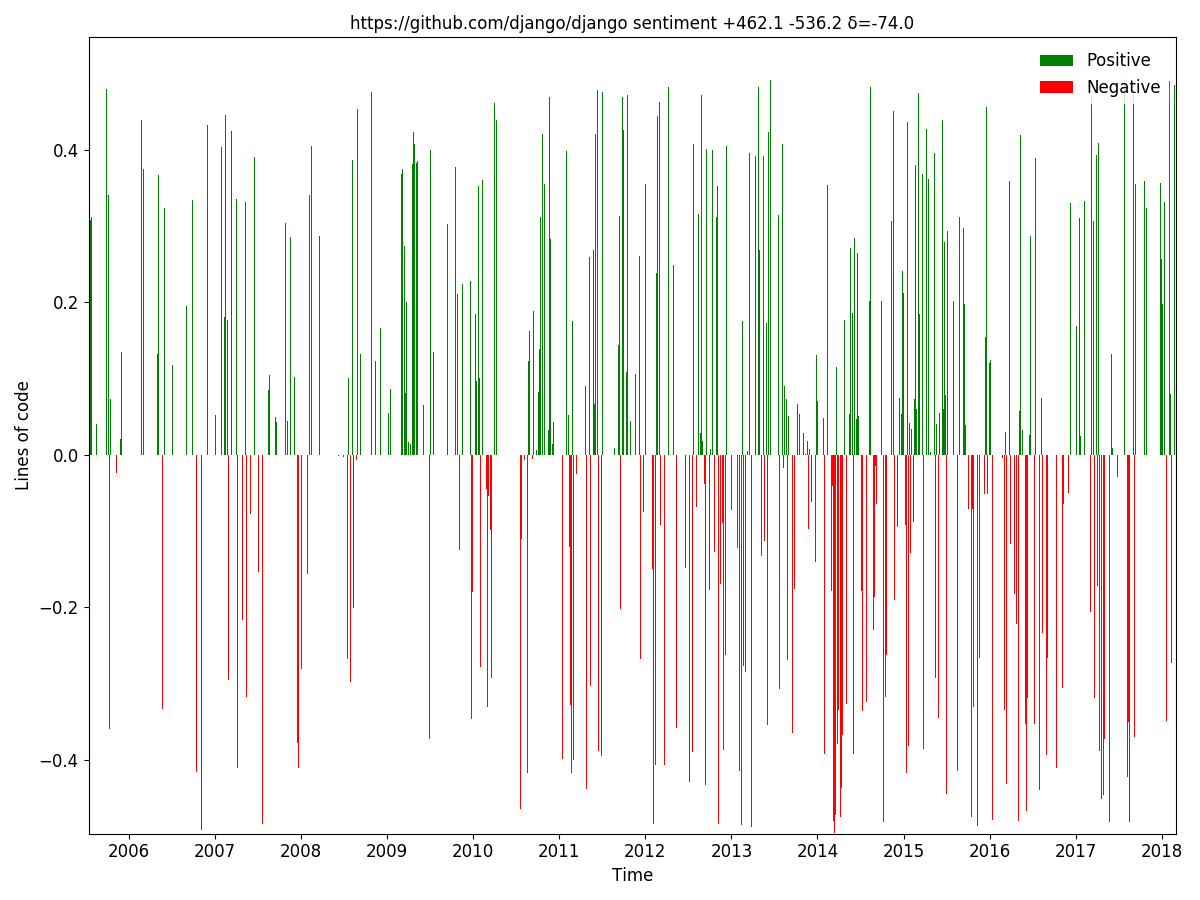 https://github.com/django/django sentiment +462.1 -536.2 δ=-74.0
Positive
Negative
0.4
0.2
0.0
−0.2
−0.4
Lines of code
2006 2007 2008 2009 2010 2011 2012 2013 2014 2015 2016 2017 2018
Time